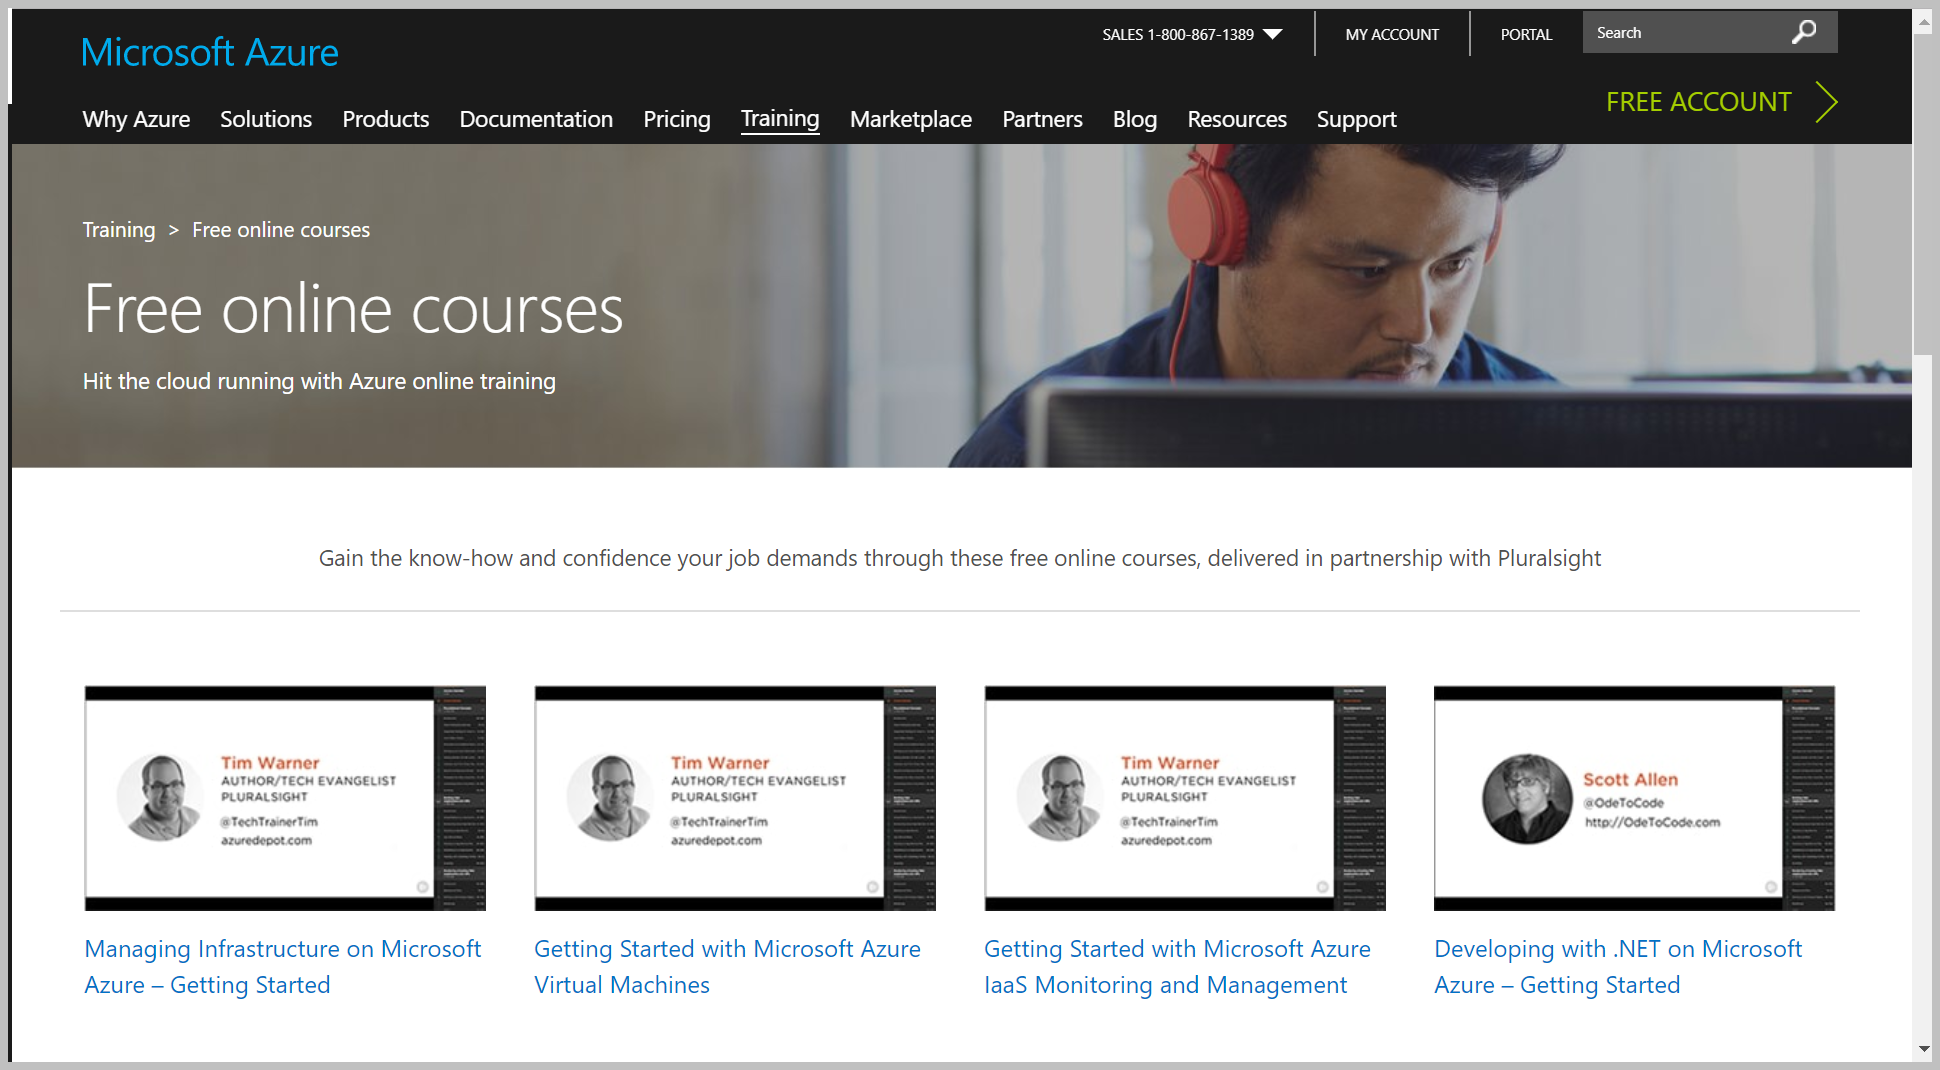 Microsoft Azure
SALES 1-800-867-1389
MY ACCOUNT
PORTAL
Search
FREE ACCOUNT
Why Azure Solutions Products Documentation Pricing Training Marketplace Partners Blog Resources Support
Training > Free online courses
Free online courses
Hit the cloud running with Azure online training
Gain the know-how and confidence your job demands through these free online courses, delivered in partnership with Pluralsight
Tim Warner
AUTHOR/TECH EVANGELIST
PLURALSIGHT
@TechTrainerTim
azuredepot.com
Managing Infrastructure on Microsoft
Azure – Getting Started
Tim Warner
AUTHOR/TECH EVANGELIST
PLURALSIGHT
@TechTrainerTim
azuredepot.com
Getting Started with Microsoft Azure
Virtual Machines
Tim Warner
AUTHOR/TECH EVANGELIST
PLURALSIGHT
@TechTrainerTim
azuredepot.com
Getting Started with Microsoft Azure
IaaS Monitoring and Management
Scott Allen
@OdeToCode
http://OdeToCode.com
Developing with .NET on Microsoft
Azure – Getting Started